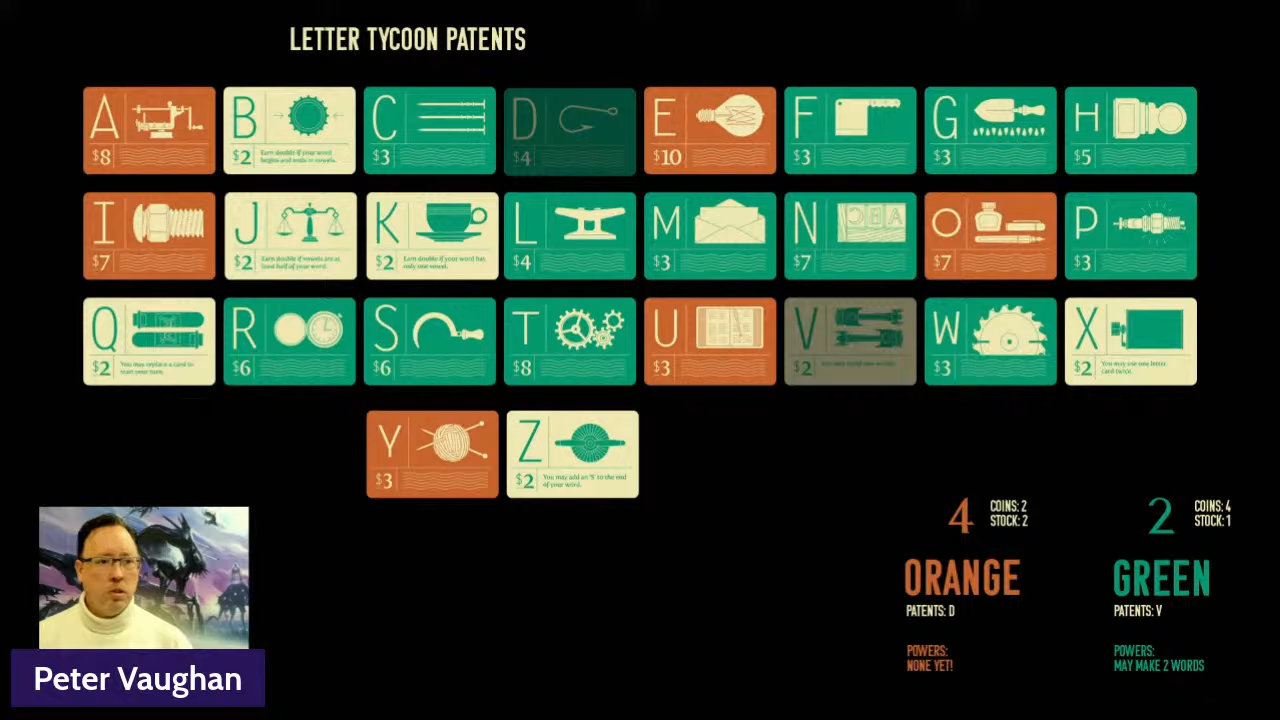 LETTER TYCOON PATENTS
A
$8
B
$2 Earn double if your word
begins and ends in vowels.
C
$3
D
$4
E
$10
F
$3
G
$3
H
$5
I
$7
J
$2 Earn double if vowels are at
least half of your word.
K
$2 Earn double if your word has
only one vowel.
L
$4
M
$3
N
$7
ABC
O
$7
P
$3
Q
$2 You may replace a card to
start your turn.
R
$6
S
$6
T
$8
U
$3
V
$2
W
$3
X
$2 You may use one letter
card twice.
Y
$3
Z
$2 You may add an 'S' to the end
of your word.
4 COINS: 2
STOCK: 2
ORANGE
PATENTS: D
POWERS:
NONE YET!
2 COINS: 4
STOCK: 1
GREEN
PATENTS: V
POWERS:
MAY MAKE 2 WORDS
Peter Vaughan